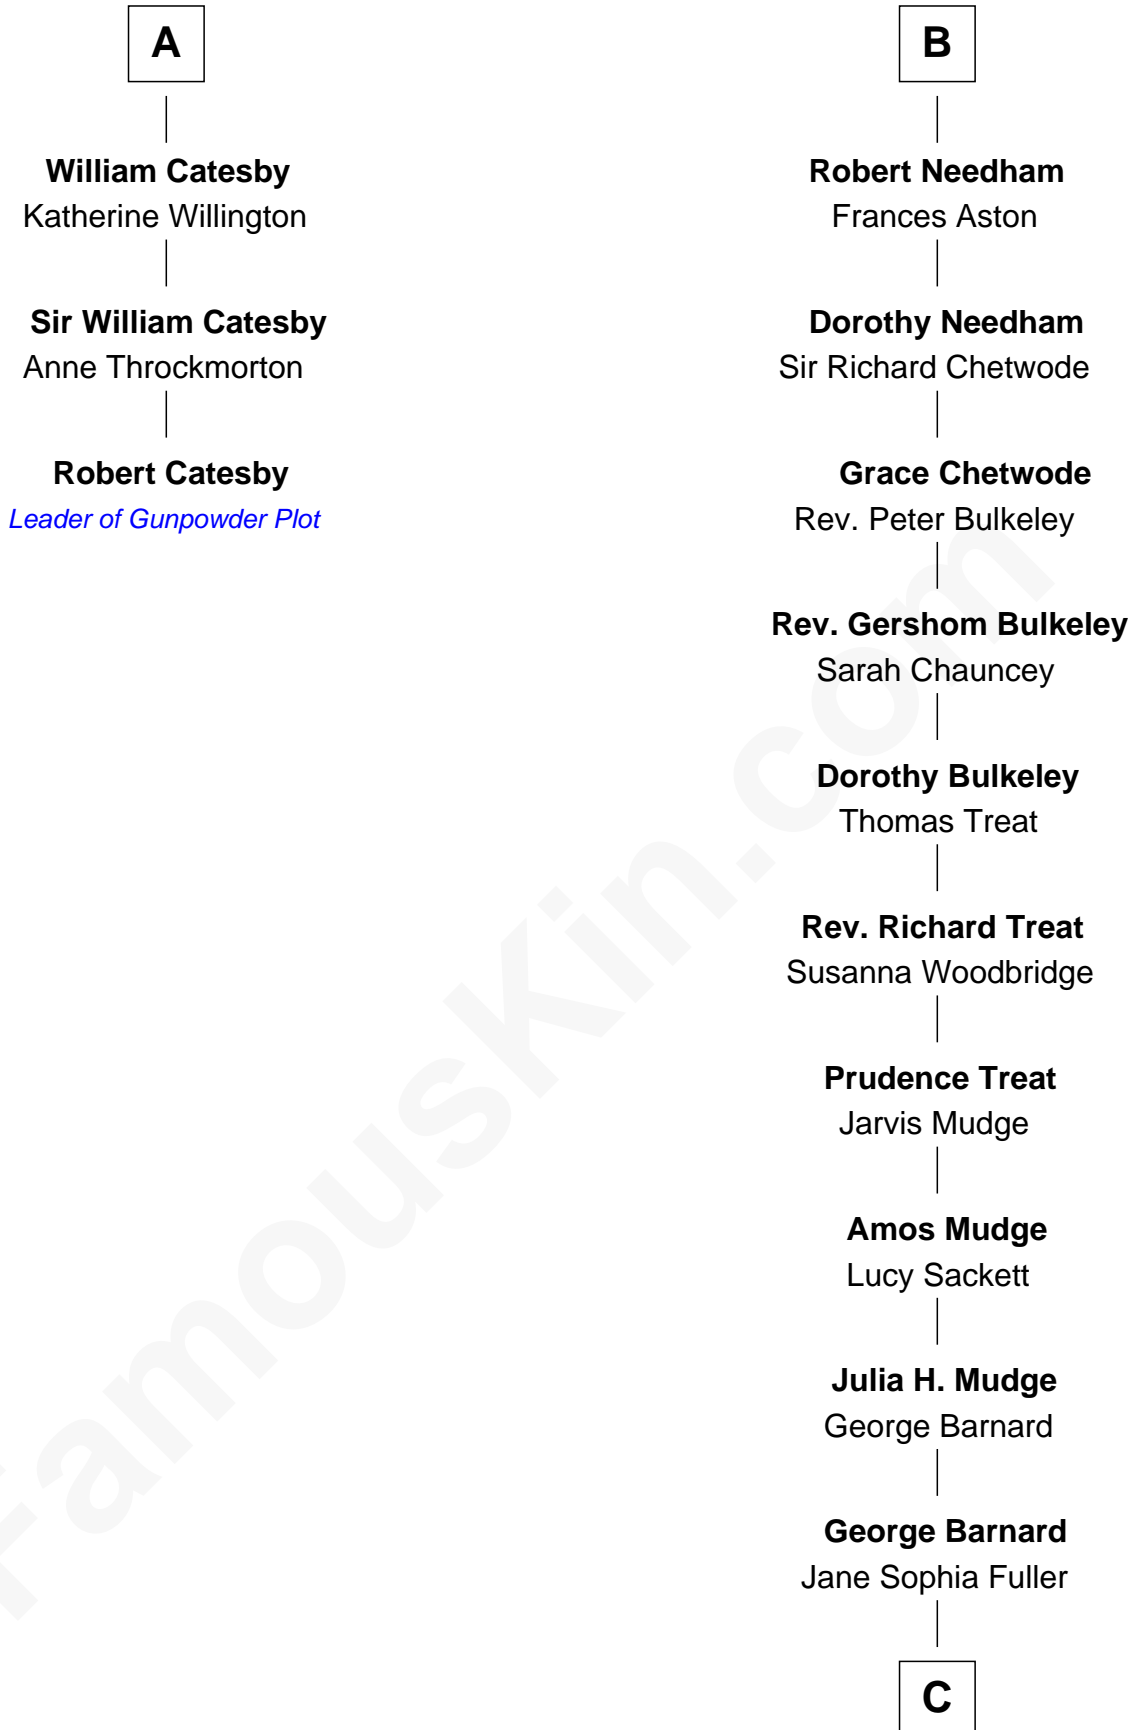 A
William Catesby
Katherine Willington
Sir William Catesby
Anne Throckmorton
Robert Catesby
Leader of Gunpowder Plot
B
Robert Needham
Frances Aston
Dorothy Needham
Sir Richard Chetwode
Grace Chetwode
Rev. Peter Bulkeley
Rev. Gershom Bulkeley
Sarah Chauncey
Dorothy Bulkeley
Thomas Treat
Rev. Richard Treat
Susanna Woodbridge
Prudence Treat
Jarvis Mudge
Amos Mudge
Lucy Sackett
Julia H. Mudge
George Barnard
George Barnard
Jane Sophia Fuller
C
FamousKin.com